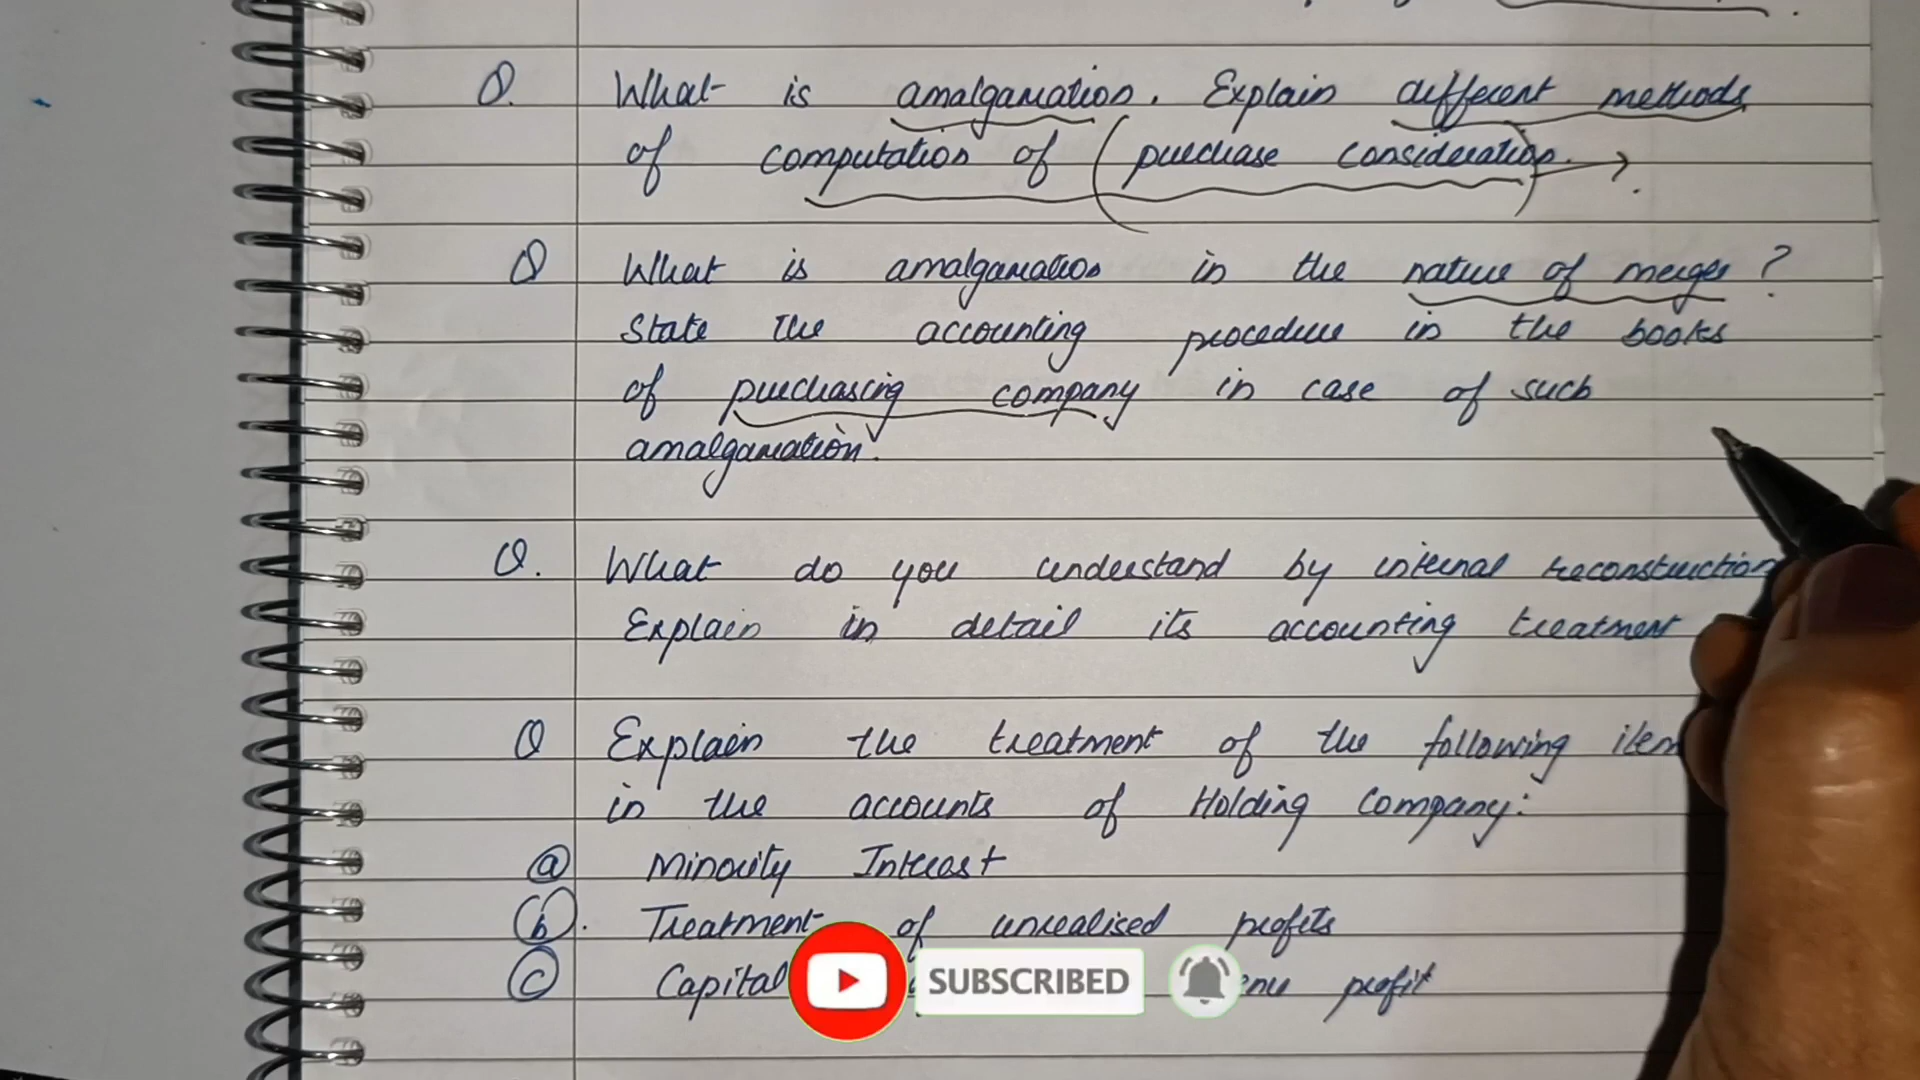 Q. What is amalgamation. Explain different methods
of computation of (purchase consideration.
Q What is amalgamation in the nature of merger ?
State the accounting procedure in the books
of purchasing company in case of such
amalgamation.
Q. What do you understand by internal reconstruction
Explain in detail its accounting treatment
Q Explain the treatment of the following item
in the accounts of Holding Company:
a Minority Interest
b. Treatment of unrealised profits
c Capital profit
SUBSCRIBED